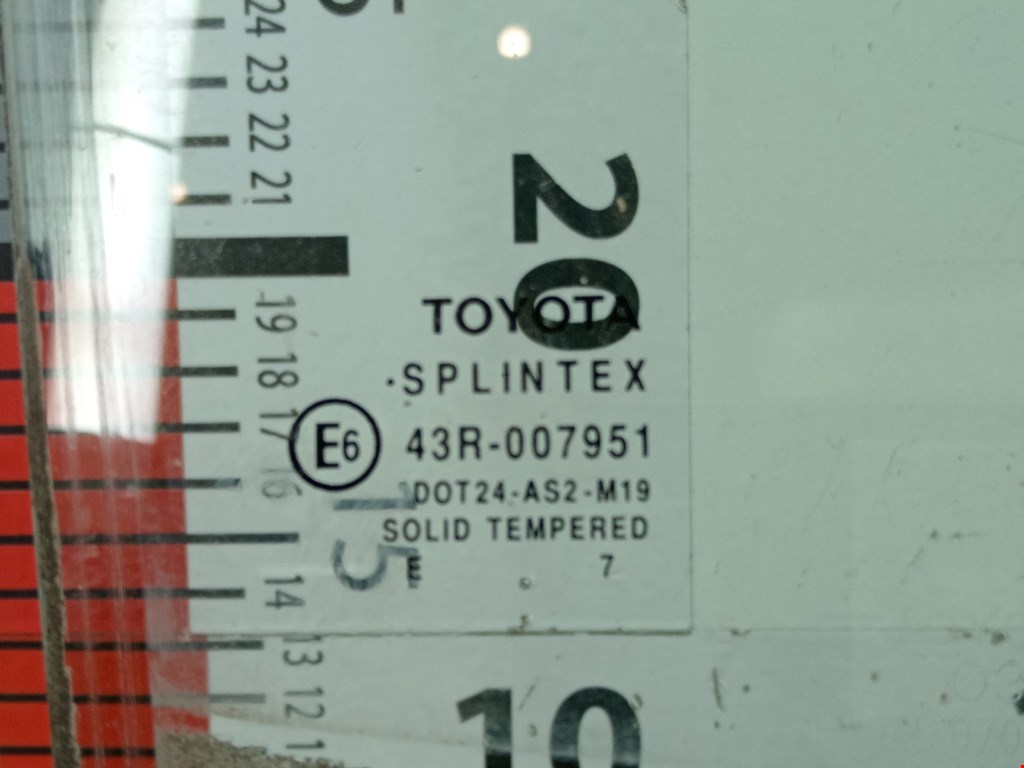 24
23
22
21
20
19
18
17
16
15
14
13
12
10
TOYOTA
·SPLINTEX
E6 43R-007951
DOT24-AS2-M19
SOLID TEMPERED
E 7